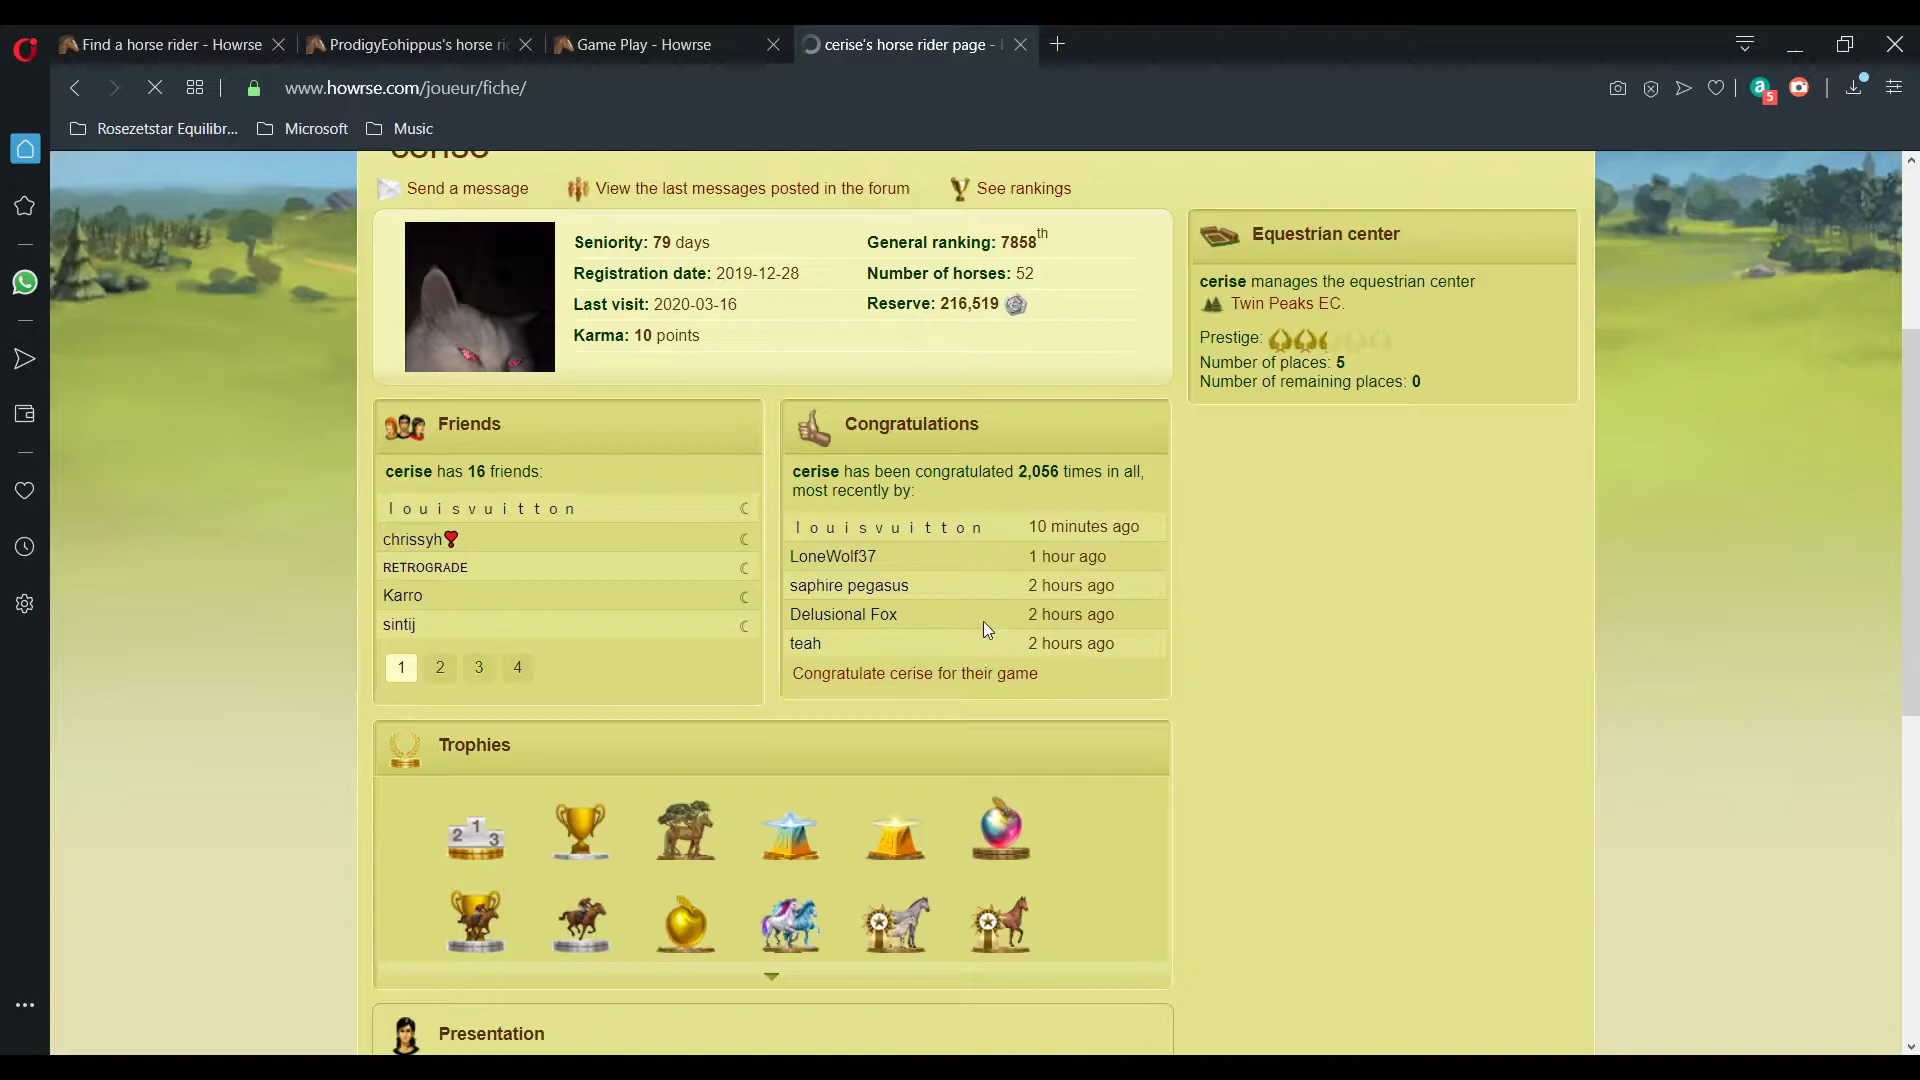 Find a horse rider - Howrse
ProdigyEohippus's horse ri
Game Play - Howrse
cerise's horse rider page -
www.howrse.com/joueur/fiche/
a
5
Rosezetstar Equilibr...
Microsoft
Music
cerise
Send a message
View the last messages posted in the forum
See rankings
Seniority: 79 days
General ranking: 7858th
Registration date: 2019-12-28
Number of horses: 52
Last visit: 2020-03-16
Reserve: 216,519
Karma: 10 points
Equestrian center
cerise manages the equestrian center
Twin Peaks EC.
Prestige:
Number of places: 5
Number of remaining places: 0
Friends
cerise has 16 friends:
l o u i s v u i t t o n
chrissyh
RETROGRADE
Karro
sintij
1 2 3 4
Congratulations
cerise has been congratulated 2,056 times in all,
most recently by:
l o u i s v u i t t o n 10 minutes ago
LoneWolf37 1 hour ago
saphire pegasus 2 hours ago
Delusional Fox 2 hours ago
teah 2 hours ago
Congratulate cerise for their game
Trophies
2 1 3
Presentation